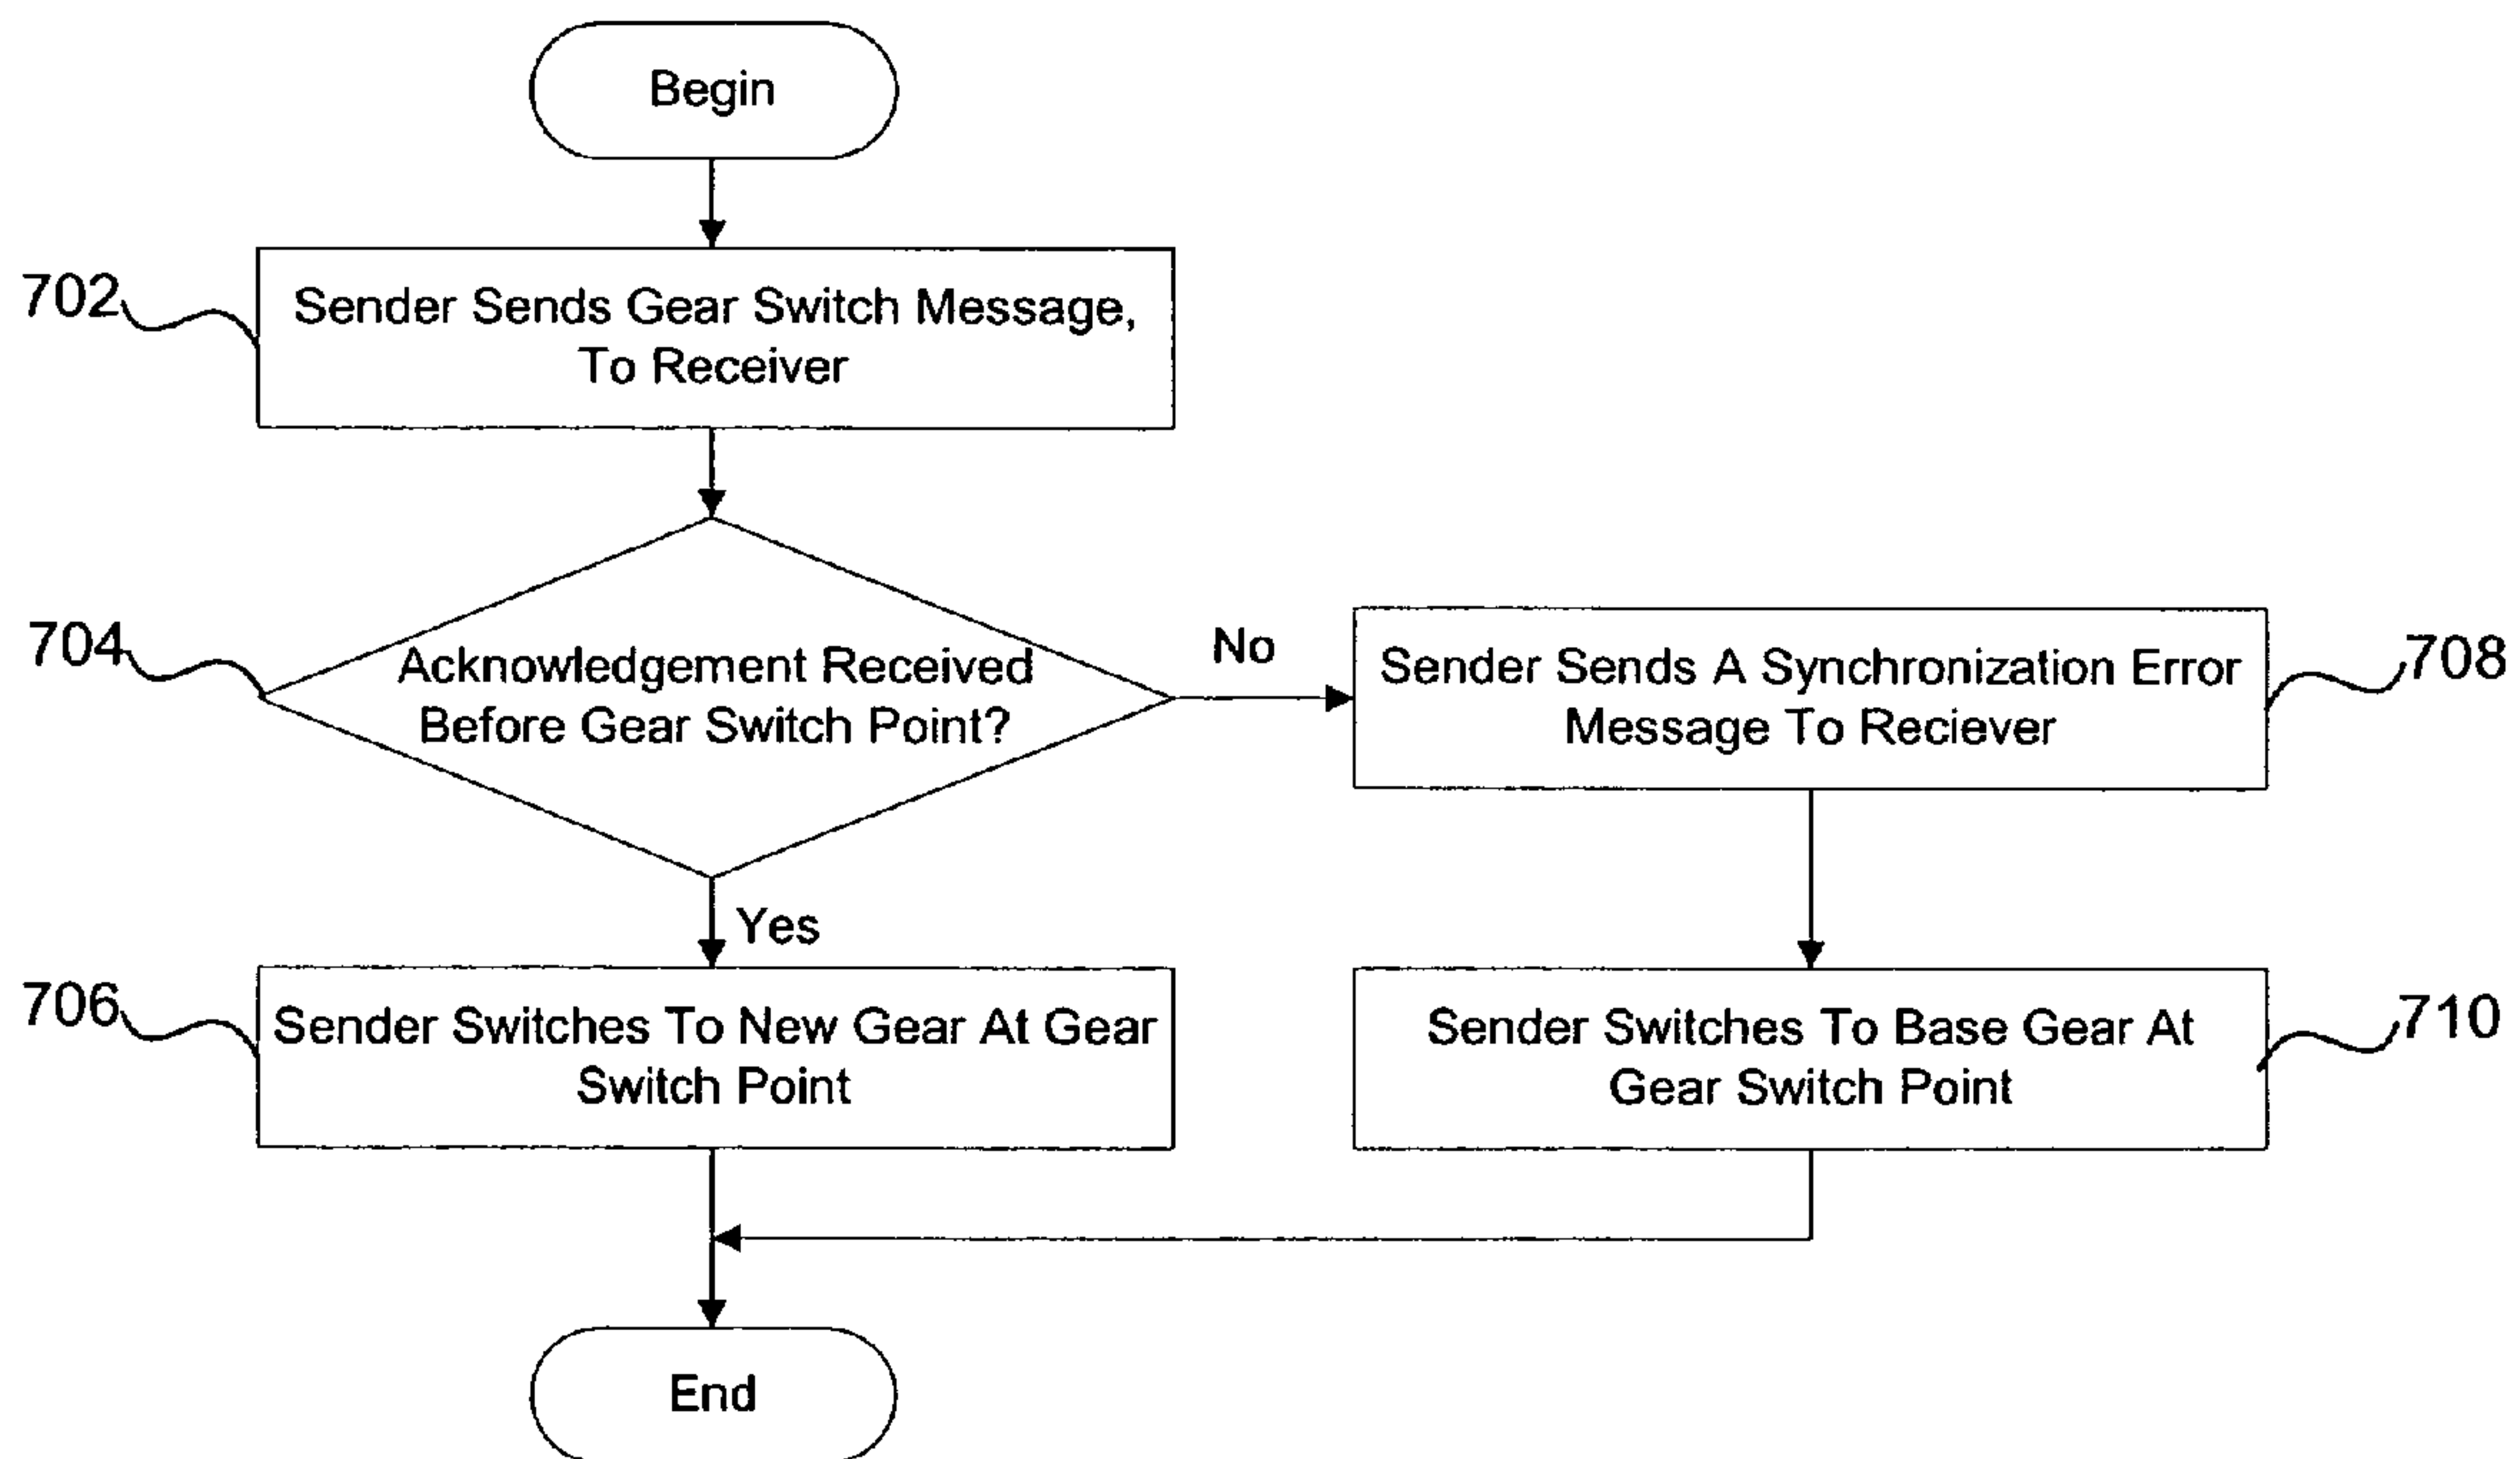 Begin
702
Sender Sends Gear Switch Message,
To Receiver
704
Acknowledgement Received
Before Gear Switch Point?
No
Sender Sends A Synchronization Error
Message To Reciever
708
Yes
706
Sender Switches To New Gear At Gear
Switch Point
Sender Switches To Base Gear At
Gear Switch Point
710
End